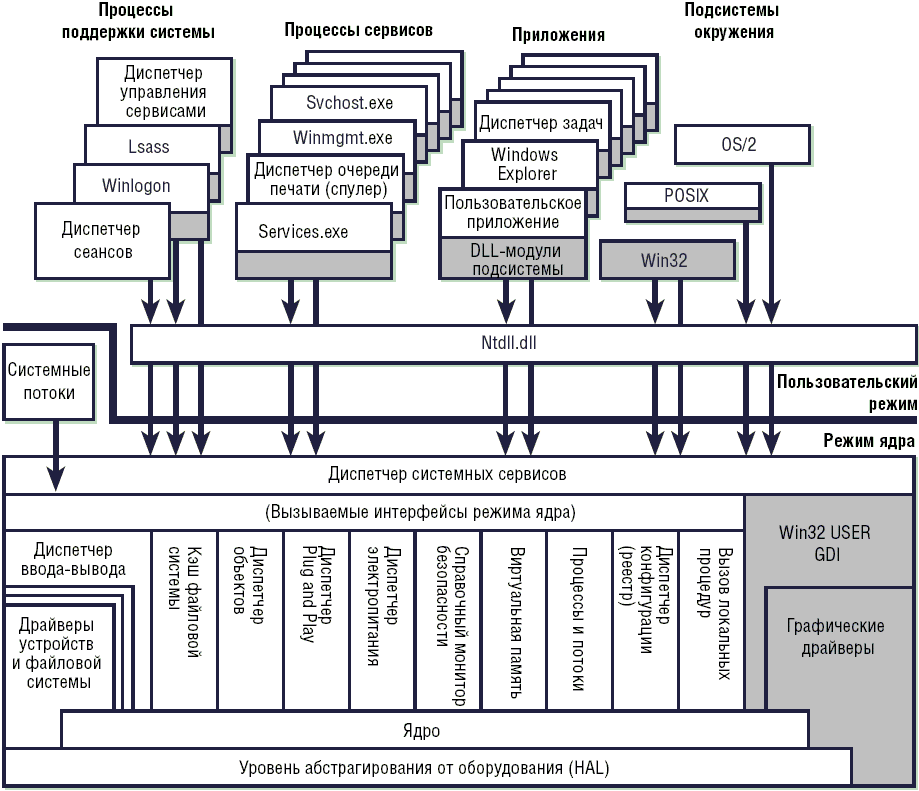 Процессы
поддержки системы
Процессы сервисов
Приложения
Подсистемы
окружения
Диспетчер
управления
сервисами
Lsass
Winlogon
Диспетчер
сеансов
Svchost.exe
Winmgmt.exe
Диспетчер очереди
печати (спулер)
Services.exe
Диспетчер задач
Windows
Explorer
Пользовательское
приложение
DLL-модули
подсистемы
OS/2
POSIX
Win32
Ntdll.dll
Системные
потоки
Пользовательский
режим
Режим ядра
Диспетчер системных сервисов
(Вызываемые интерфейсы режима ядра)
Диспетчер
ввода-вывода
Драйверы
устройств
и файловой
системы
Кэш файловой
системы
Диспетчер
объектов
Диспетчер
Plug and Play
Диспетчер
электропитания
Справочный монитор
безопасности
Виртуальная память
Процессы и потоки
Диспетчер
конфигурации
(реестр)
Вызов локальных
процедур
Win32 USER
GDI
Графические
драйверы
Ядро
Уровень абстрагирования от оборудования (HAL)